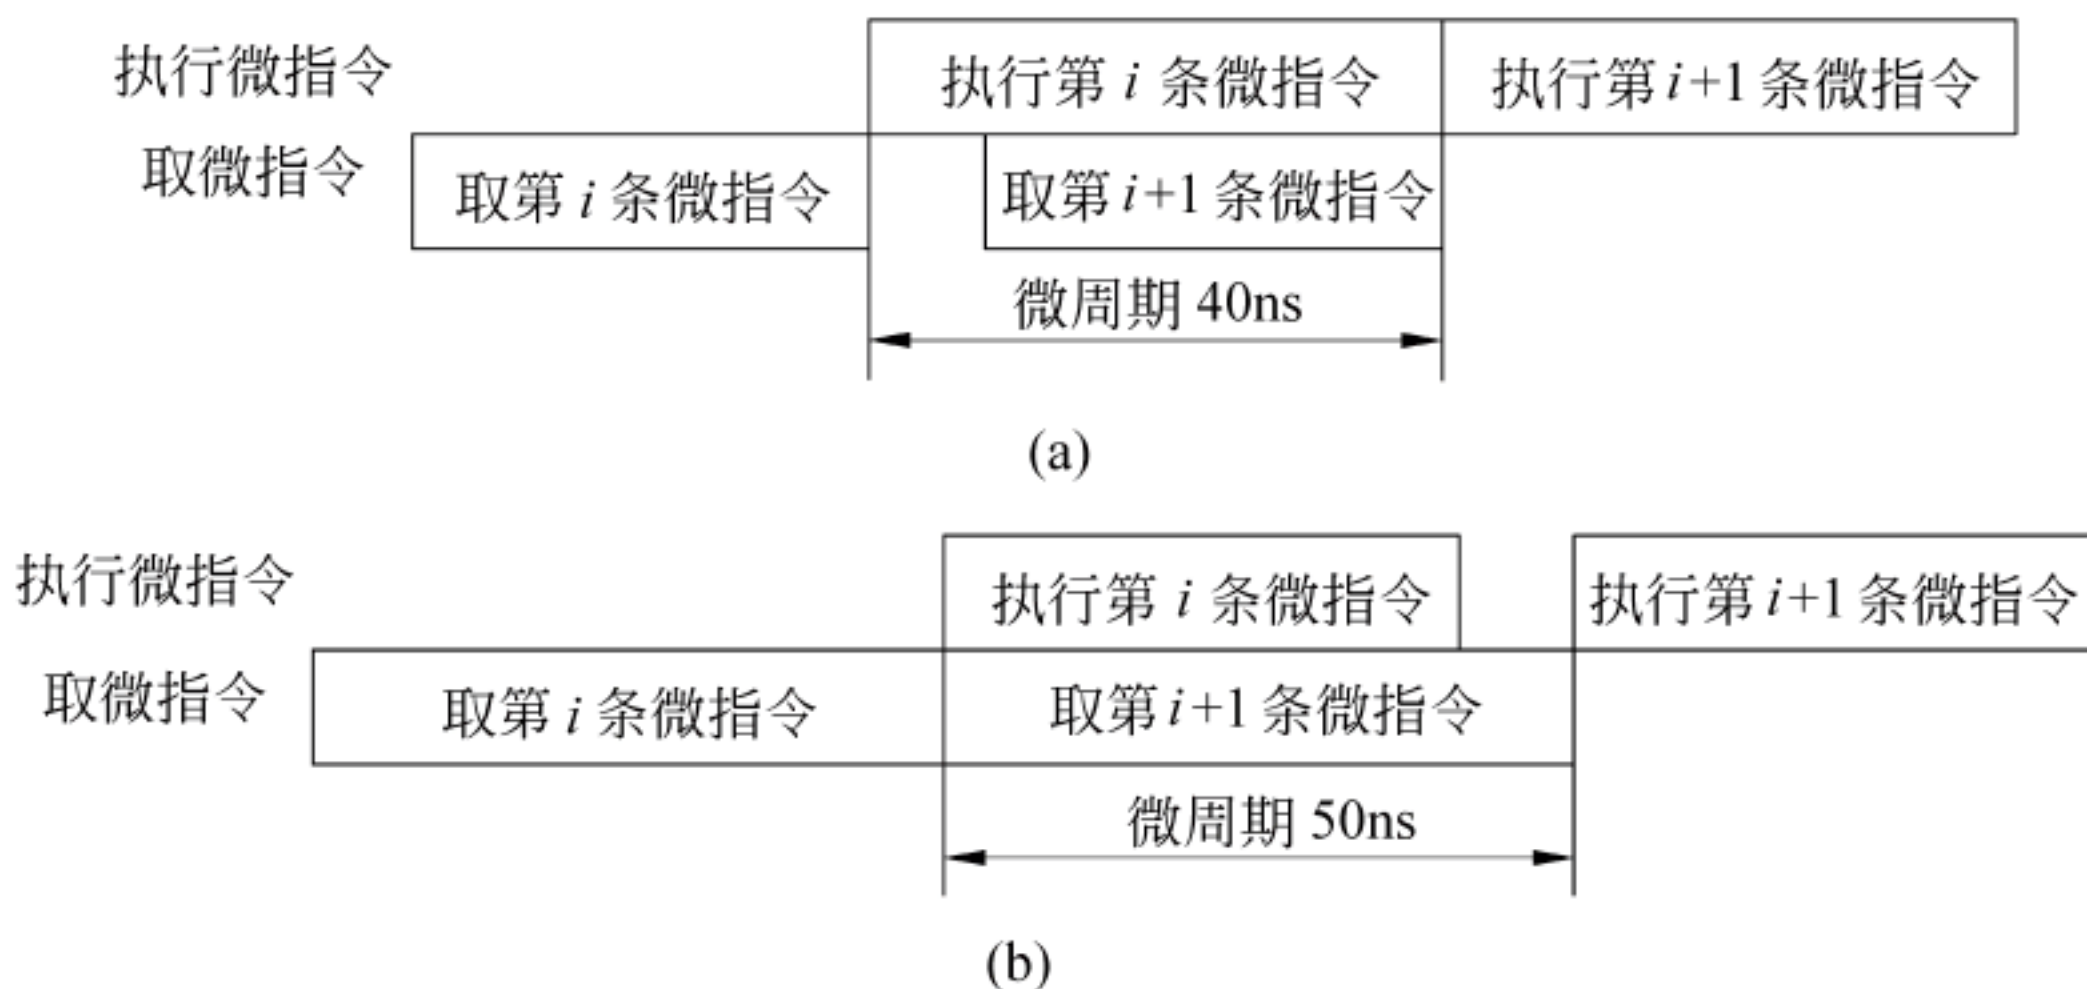 执行微指令 执行第 i 条微指令 执行第 i+1 条微指令
取微指令 取第 i 条微指令 取第 i+1 条微指令
微周期 40ns
(a)
执行微指令 执行第 i 条微指令 执行第 i+1 条微指令
取微指令 取第 i 条微指令 取第 i+1 条微指令
微周期 50ns
(b)